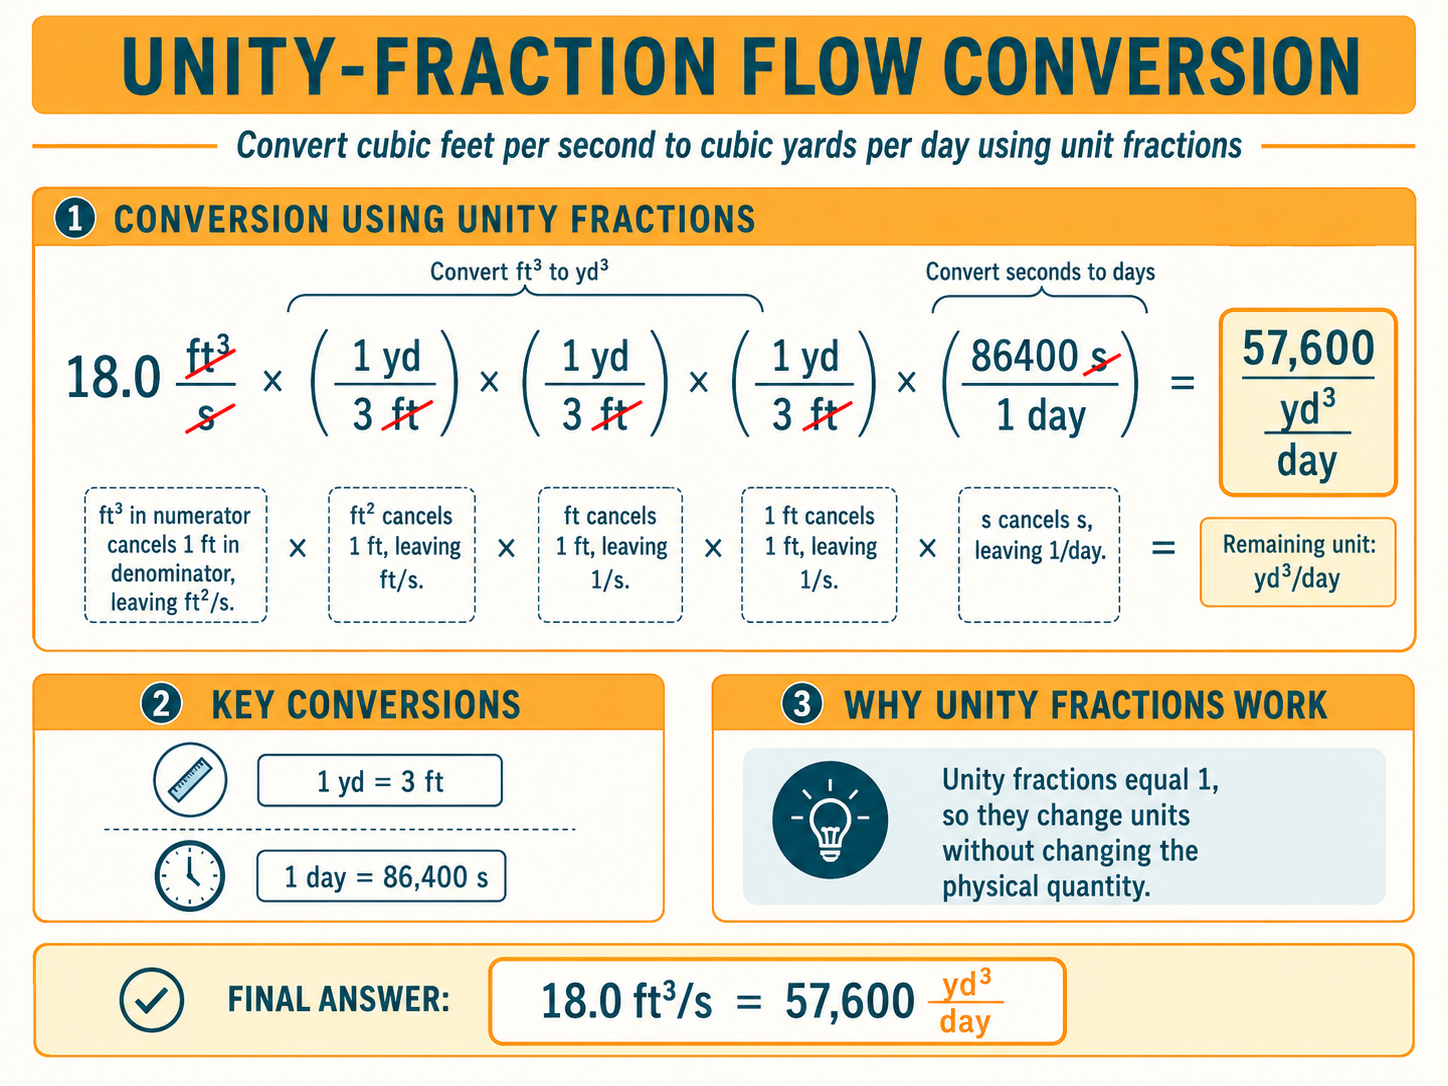 UNITY-FRACTION FLOW CONVERSION
Convert cubic feet per second to cubic yards per day using unit fractions
1 CONVERSION USING UNITY FRACTIONS
Convert ft³ to yd³
Convert seconds to days
18.0 ft³/s × (1 yd/3 ft) × (1 yd/3 ft) × (1 yd/3 ft) × (86400 s/1 day) = 57,600/(yd³/day)
ft³ in numerator
cancels 1 ft in
denominator,
leaving ft²/s.
×
ft² cancels
1 ft, leaving
ft/s.
×
ft cancels
1 ft, leaving
1/s.
×
1 ft cancels
1 ft, leaving
1/s.
×
s cancels s,
leaving 1/day.
=
Remaining unit:
yd³/day
2 KEY CONVERSIONS
1 yd = 3 ft
1 day = 86,400 s
3 WHY UNITY FRACTIONS WORK
Unity fractions equal 1,
so they change units
without changing the
physical quantity.
FINAL ANSWER:
18.0 ft³/s = 57,600 yd³/day